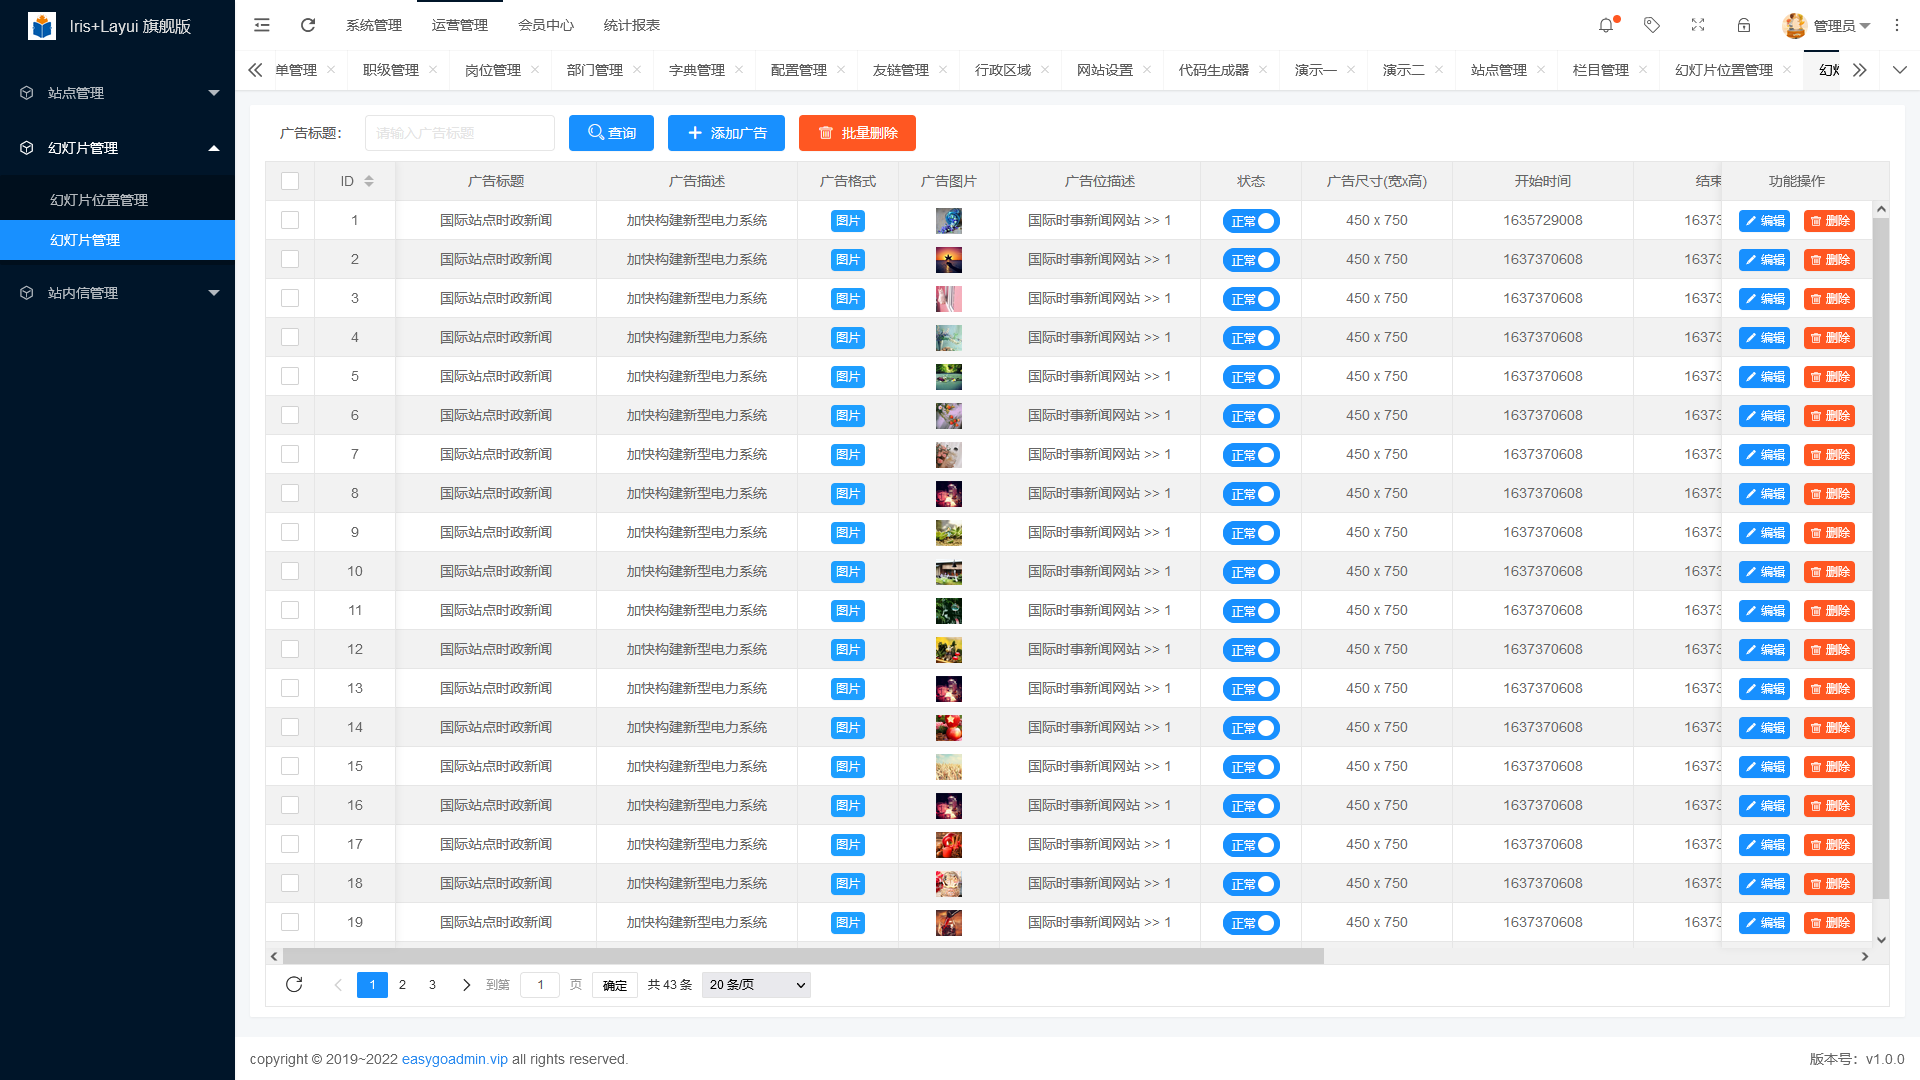 Iris+Layui 旗舰版
系统管理 运营管理 会员中心 统计报表 管理员
单管理 职级管理 岗位管理 部门管理 字典管理 配置管理 友链管理 行政区域 网站设置 代码生成器 演示一 演示二 站点管理 栏目管理 幻灯片位置管理 幻灯
站点管理
幻灯片管理
幻灯片位置管理
幻灯片管理
站内信管理
广告标题： 请输入广告标题 查询 添加广告 批量删除
ID 广告标题 广告描述 广告格式 广告图片 广告位描述 状态 广告尺寸(宽x高) 开始时间 结束 功能操作
1 国际站点时政新闻 加快构建新型电力系统 图片 国际时事新闻网站 >> 1 正常 450 x 750 1635729008 16373 编辑 删除
2 国际站点时政新闻 加快构建新型电力系统 图片 国际时事新闻网站 >> 1 正常 450 x 750 1637370608 16373 编辑 删除
3 国际站点时政新闻 加快构建新型电力系统 图片 国际时事新闻网站 >> 1 正常 450 x 750 1637370608 16373 编辑 删除
4 国际站点时政新闻 加快构建新型电力系统 图片 国际时事新闻网站 >> 1 正常 450 x 750 1637370608 16373 编辑 删除
5 国际站点时政新闻 加快构建新型电力系统 图片 国际时事新闻网站 >> 1 正常 450 x 750 1637370608 16373 编辑 删除
6 国际站点时政新闻 加快构建新型电力系统 图片 国际时事新闻网站 >> 1 正常 450 x 750 1637370608 16373 编辑 删除
7 国际站点时政新闻 加快构建新型电力系统 图片 国际时事新闻网站 >> 1 正常 450 x 750 1637370608 16373 编辑 删除
8 国际站点时政新闻 加快构建新型电力系统 图片 国际时事新闻网站 >> 1 正常 450 x 750 1637370608 16373 编辑 删除
9 国际站点时政新闻 加快构建新型电力系统 图片 国际时事新闻网站 >> 1 正常 450 x 750 1637370608 16373 编辑 删除
10 国际站点时政新闻 加快构建新型电力系统 图片 国际时事新闻网站 >> 1 正常 450 x 750 1637370608 16373 编辑 删除
11 国际站点时政新闻 加快构建新型电力系统 图片 国际时事新闻网站 >> 1 正常 450 x 750 1637370608 16373 编辑 删除
12 国际站点时政新闻 加快构建新型电力系统 图片 国际时事新闻网站 >> 1 正常 450 x 750 1637370608 16373 编辑 删除
13 国际站点时政新闻 加快构建新型电力系统 图片 国际时事新闻网站 >> 1 正常 450 x 750 1637370608 16373 编辑 删除
14 国际站点时政新闻 加快构建新型电力系统 图片 国际时事新闻网站 >> 1 正常 450 x 750 1637370608 16373 编辑 删除
15 国际站点时政新闻 加快构建新型电力系统 图片 国际时事新闻网站 >> 1 正常 450 x 750 1637370608 16373 编辑 删除
16 国际站点时政新闻 加快构建新型电力系统 图片 国际时事新闻网站 >> 1 正常 450 x 750 1637370608 16373 编辑 删除
17 国际站点时政新闻 加快构建新型电力系统 图片 国际时事新闻网站 >> 1 正常 450 x 750 1637370608 16373 编辑 删除
18 国际站点时政新闻 加快构建新型电力系统 图片 国际时事新闻网站 >> 1 正常 450 x 750 1637370608 16373 编辑 删除
19 国际站点时政新闻 加快构建新型电力系统 图片 国际时事新闻网站 >> 1 正常 450 x 750 1637370608 16373 编辑 删除
1 2 3 到第 1 页 确定 共 43 条 20 条/页
copyright © 2019~2022 easygoadmin.vip all rights reserved. 版本号：v1.0.0